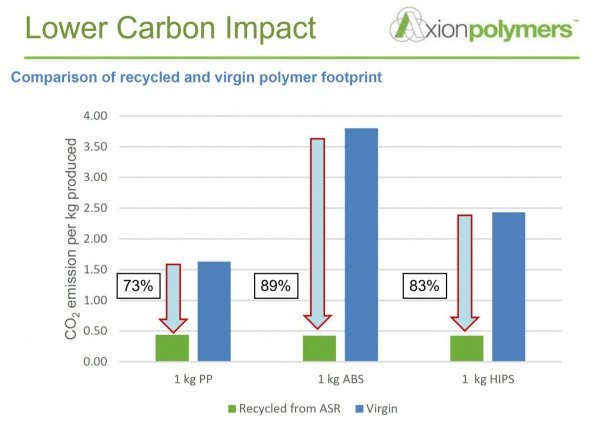 Lower Carbon Impact
Axionpolymers™
Comparison of recycled and virgin polymer footprint
CO2 emission per kg produced
4.00
3.50
3.00
2.50
2.00
1.50
1.00
0.50
0.00
73%
89%
83%
1 kg PP
1 kg ABS
1 kg HIPS
Recycled from ASR
Virgin